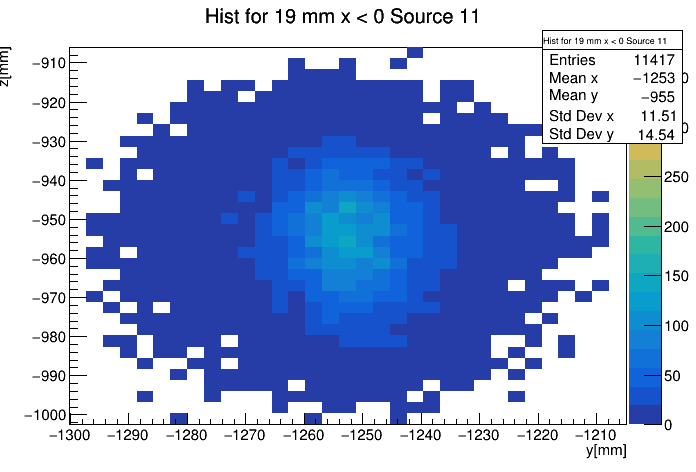 Hist for 19 mm x < 0 Source 11
Hist for 19 mm x < 0 Source 11
Entries 11417
Mean x −1253
Mean y −955
Std Dev x 11.51
Std Dev y 14.54
z[mm]
−910
−920
−930
−940
−950
−960
−970
−980
−990
−1000
−1300 −1290 −1280 −1270 −1260 −1250 −1240 −1230 −1220 −1210
y[mm]
250
200
150
100
50
0